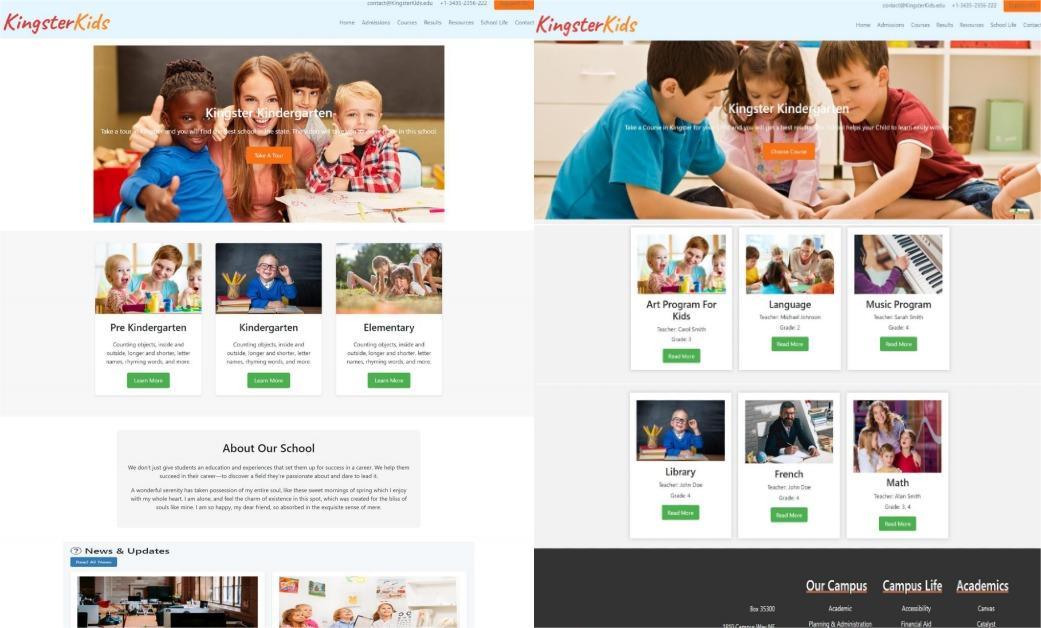 contact@KingsterKids.edu +1-3435-2356-222
KingsterKids
Home Admissions Courses Results Resources School Life Contact
Kingster Kindergarten
Take a tour in Kingster and you will find the best school in the state. The video will take you to every place in this school.
Take A Tour
Pre Kindergarten
Counting objects, inside and
outside, longer and shorter, letter
names, rhyming words, and more.
Learn More
Kindergarten
Counting objects, inside and
outside, longer and shorter, letter
names, rhyming words, and more.
Learn More
Elementary
Counting objects, inside and
outside, longer and shorter, letter
names, rhyming words, and more.
Learn More
About Our School
We don't just give students an education and experiences that set them up for success in a career. We help them
succeed in their career—to discover a field they're passionate about and dare to lead it.
A wonderful serenity has taken possession of my entire soul, like these sweet mornings of spring which I enjoy
with my whole heart. I am alone, and feel the charm of existence in this spot, which was created for the bliss of
souls like mine. I am so happy, my dear friend, so absorbed in the exquisite sense of mere.
News & Updates
Read All News
contact@KingsterKids.edu +1-3435-2356-222
KingsterKids
Home Admissions Courses Results Resources School Life Contact
Kingster Kindergarten
Take a Course in Kingster for your Child and you will get a best results. Our School helps your Child to learn easily with
Choose Course
Art Program For
Kids
Teacher: Carol Smith
Grade: 3
Read More
Language
Teacher: Michael Johnson
Grade: 2
Read More
Music Program
Teacher: Sarah Smith
Grade: 4
Read More
Library
Teacher: John Doe
Grade: 4
Read More
French
Teacher: John Doe
Grade: 4
Read More
Math
Teacher: Alan Smith
Grade: 3, 4
Read More
Our Campus Campus Life Academics
Box 35300 Academic Accessibility Canvas
1810 Campus Way NE Planning & Administration Financial Aid Catalyst